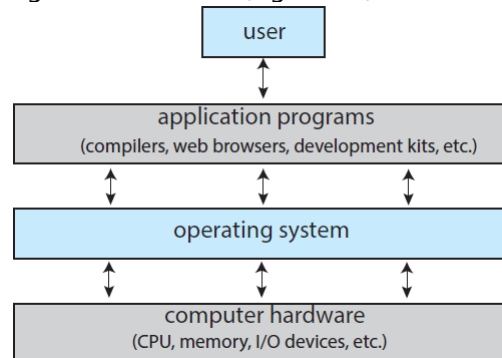 user
application programs
(compilers, web browsers, development kits, etc.)
operating system
computer hardware
(CPU, memory, I/O devices, etc.)